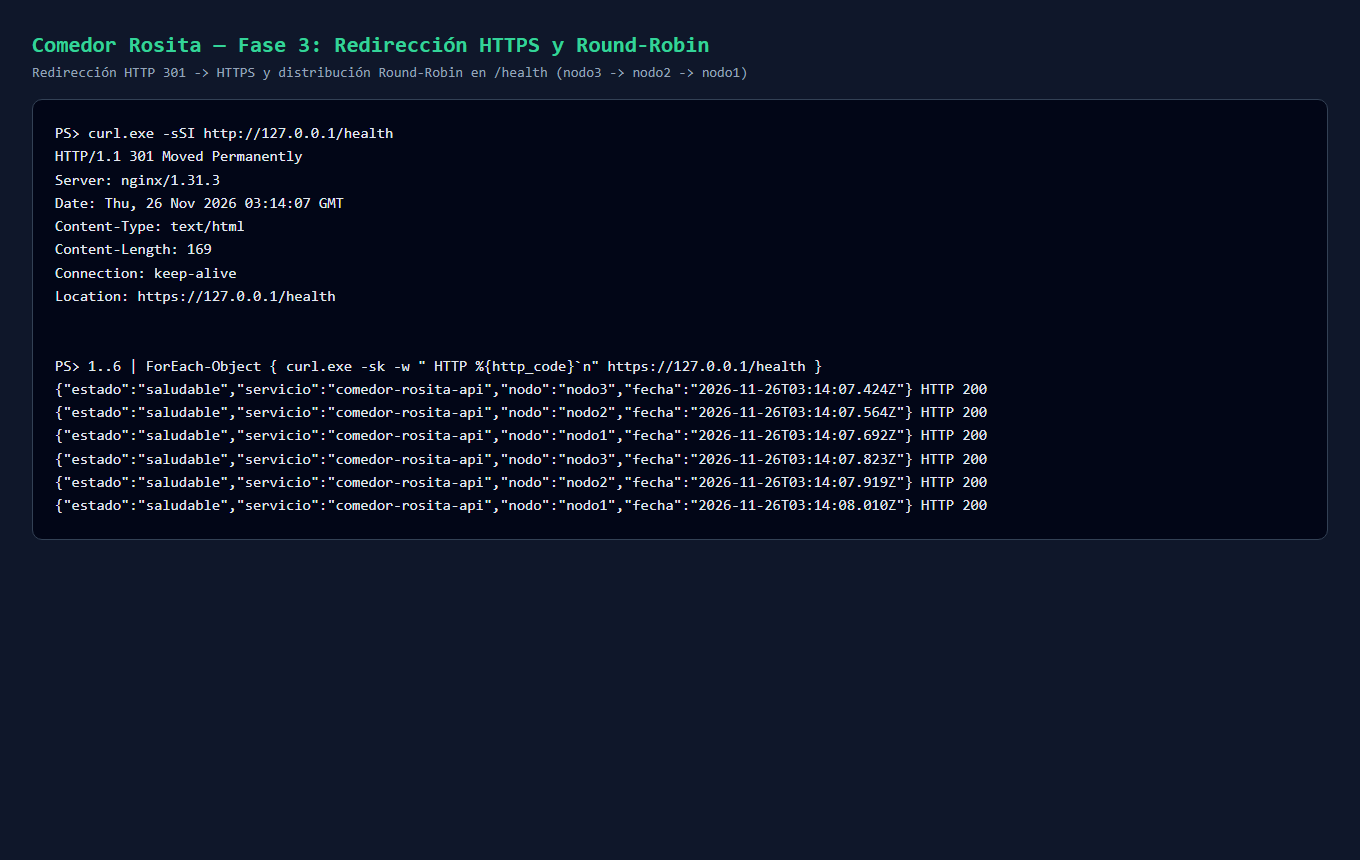 Comedor Rosita — Fase 3: Redirección HTTPS y Round-Robin
Redirección HTTP 301 -> HTTPS y distribución Round-Robin en /health (nodo3 -> nodo2 -> nodo1)
PS> curl.exe -sSI http://127.0.0.1/health
HTTP/1.1 301 Moved Permanently
Server: nginx/1.31.3
Date: Thu, 26 Nov 2026 03:14:07 GMT
Content-Type: text/html
Content-Length: 169
Connection: keep-alive
Location: https://127.0.0.1/health
PS> 1..6 | ForEach-Object { curl.exe -sk -w " HTTP %{http_code}`n" https://127.0.0.1/health }
{"estado":"saludable","servicio":"comedor-rosita-api","nodo":"nodo3","fecha":"2026-11-26T03:14:07.424Z"} HTTP 200
{"estado":"saludable","servicio":"comedor-rosita-api","nodo":"nodo2","fecha":"2026-11-26T03:14:07.564Z"} HTTP 200
{"estado":"saludable","servicio":"comedor-rosita-api","nodo":"nodo1","fecha":"2026-11-26T03:14:07.692Z"} HTTP 200
{"estado":"saludable","servicio":"comedor-rosita-api","nodo":"nodo3","fecha":"2026-11-26T03:14:07.823Z"} HTTP 200
{"estado":"saludable","servicio":"comedor-rosita-api","nodo":"nodo2","fecha":"2026-11-26T03:14:07.919Z"} HTTP 200
{"estado":"saludable","servicio":"comedor-rosita-api","nodo":"nodo1","fecha":"2026-11-26T03:14:08.010Z"} HTTP 200